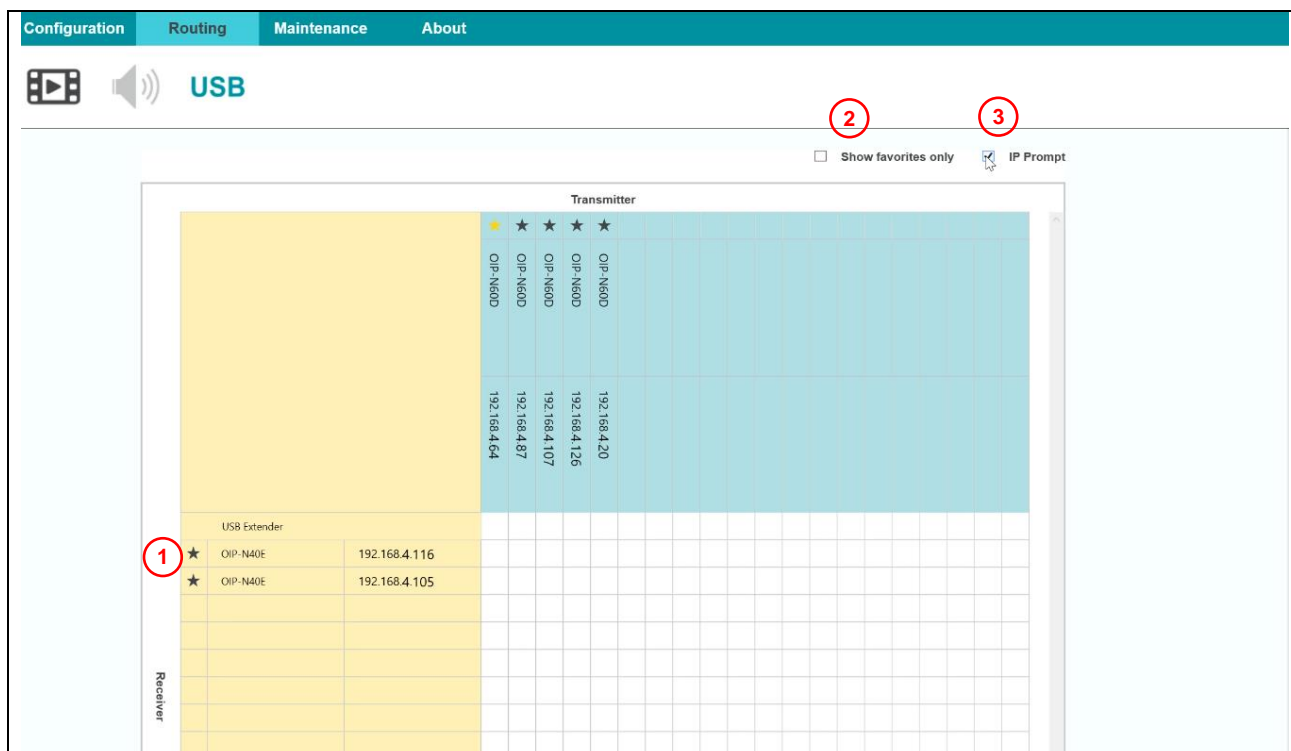 Configuration Routing Maintenance About
USB
2 3
Show favorites only IP Prompt
Transmitter
OIP-N60D OIP-N60D OIP-N60D OIP-N60D OIP-N60D
192.168.4.64 192.168.4.87 192.168.4.107 192.168.4.126 192.168.4.20
USB Extender
1 OIP-N40E 192.168.4.116
OIP-N40E 192.168.4.105
Receiver